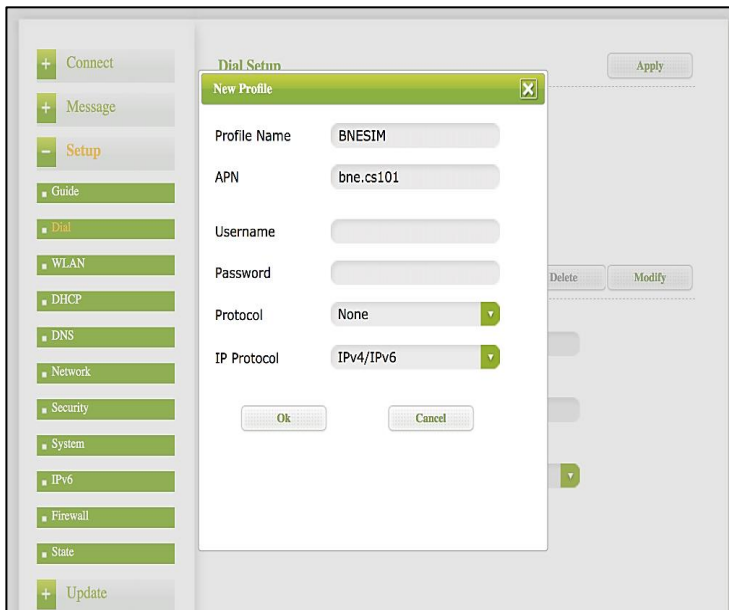 Connect
Message
Setup
Guide
Dial
WLAN
DHCP
DNS
Network
Security
System
IPv6
Firewall
State
Update
Dial Setup
Apply
New Profile
Profile Name BNESIM
APN bne.cs101
Username
Password
Protocol None
IP Protocol IPv4/IPv6
Ok Cancel
Delete Modify